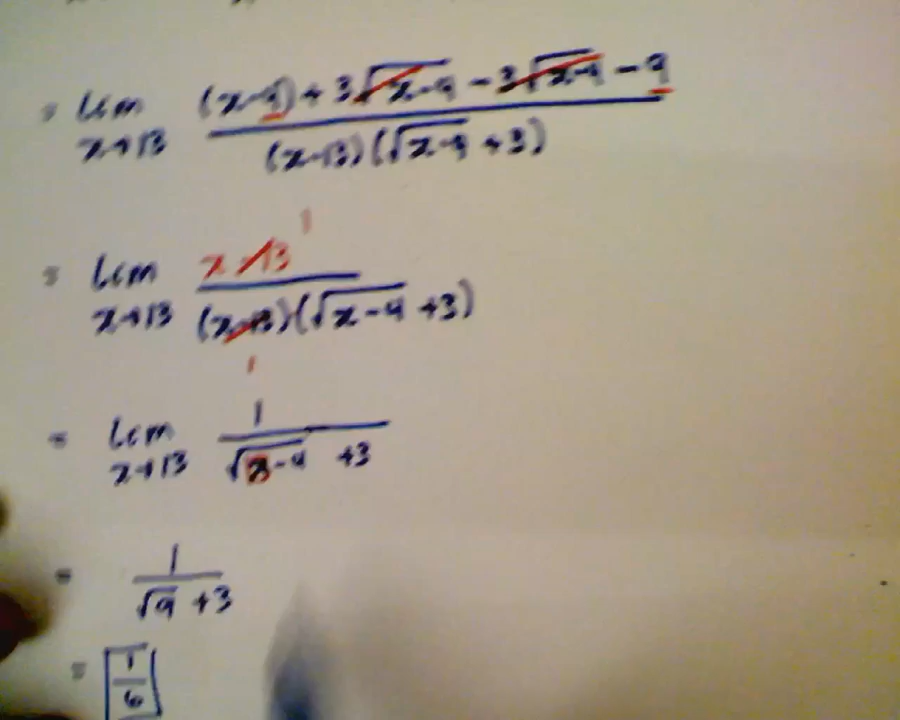 = lim (x-4) + 3√x-4 - 3√x-4 - 9
x→13 (x-13)(√x-4 + 3)
= lim x-13 1
x→13 (x-13)(√x-4 + 3)
1
= lim 1
x→13 √x-4 + 3
= 1
√9 + 3
= 1
6